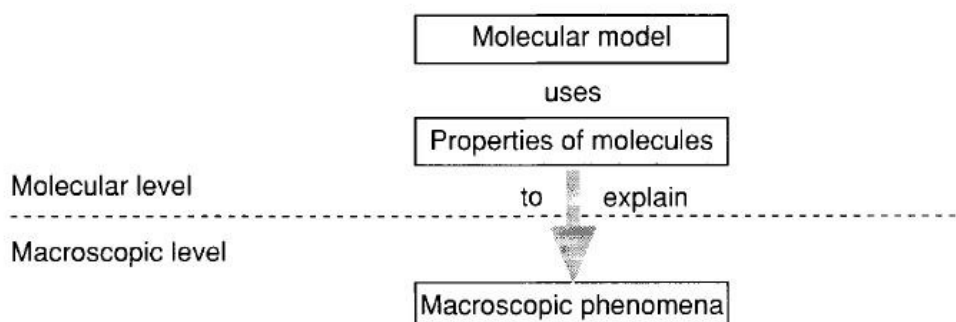 Molecular model
uses
Properties of molecules
Molecular level
to explain
Macroscopic level
Macroscopic phenomena